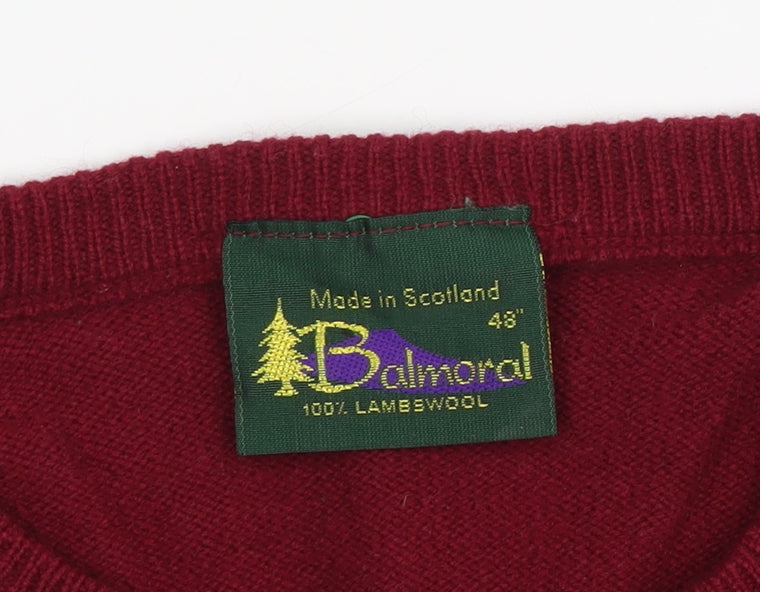 Made in Scotland
48"
Balmoral
100% LAMBSWOOL